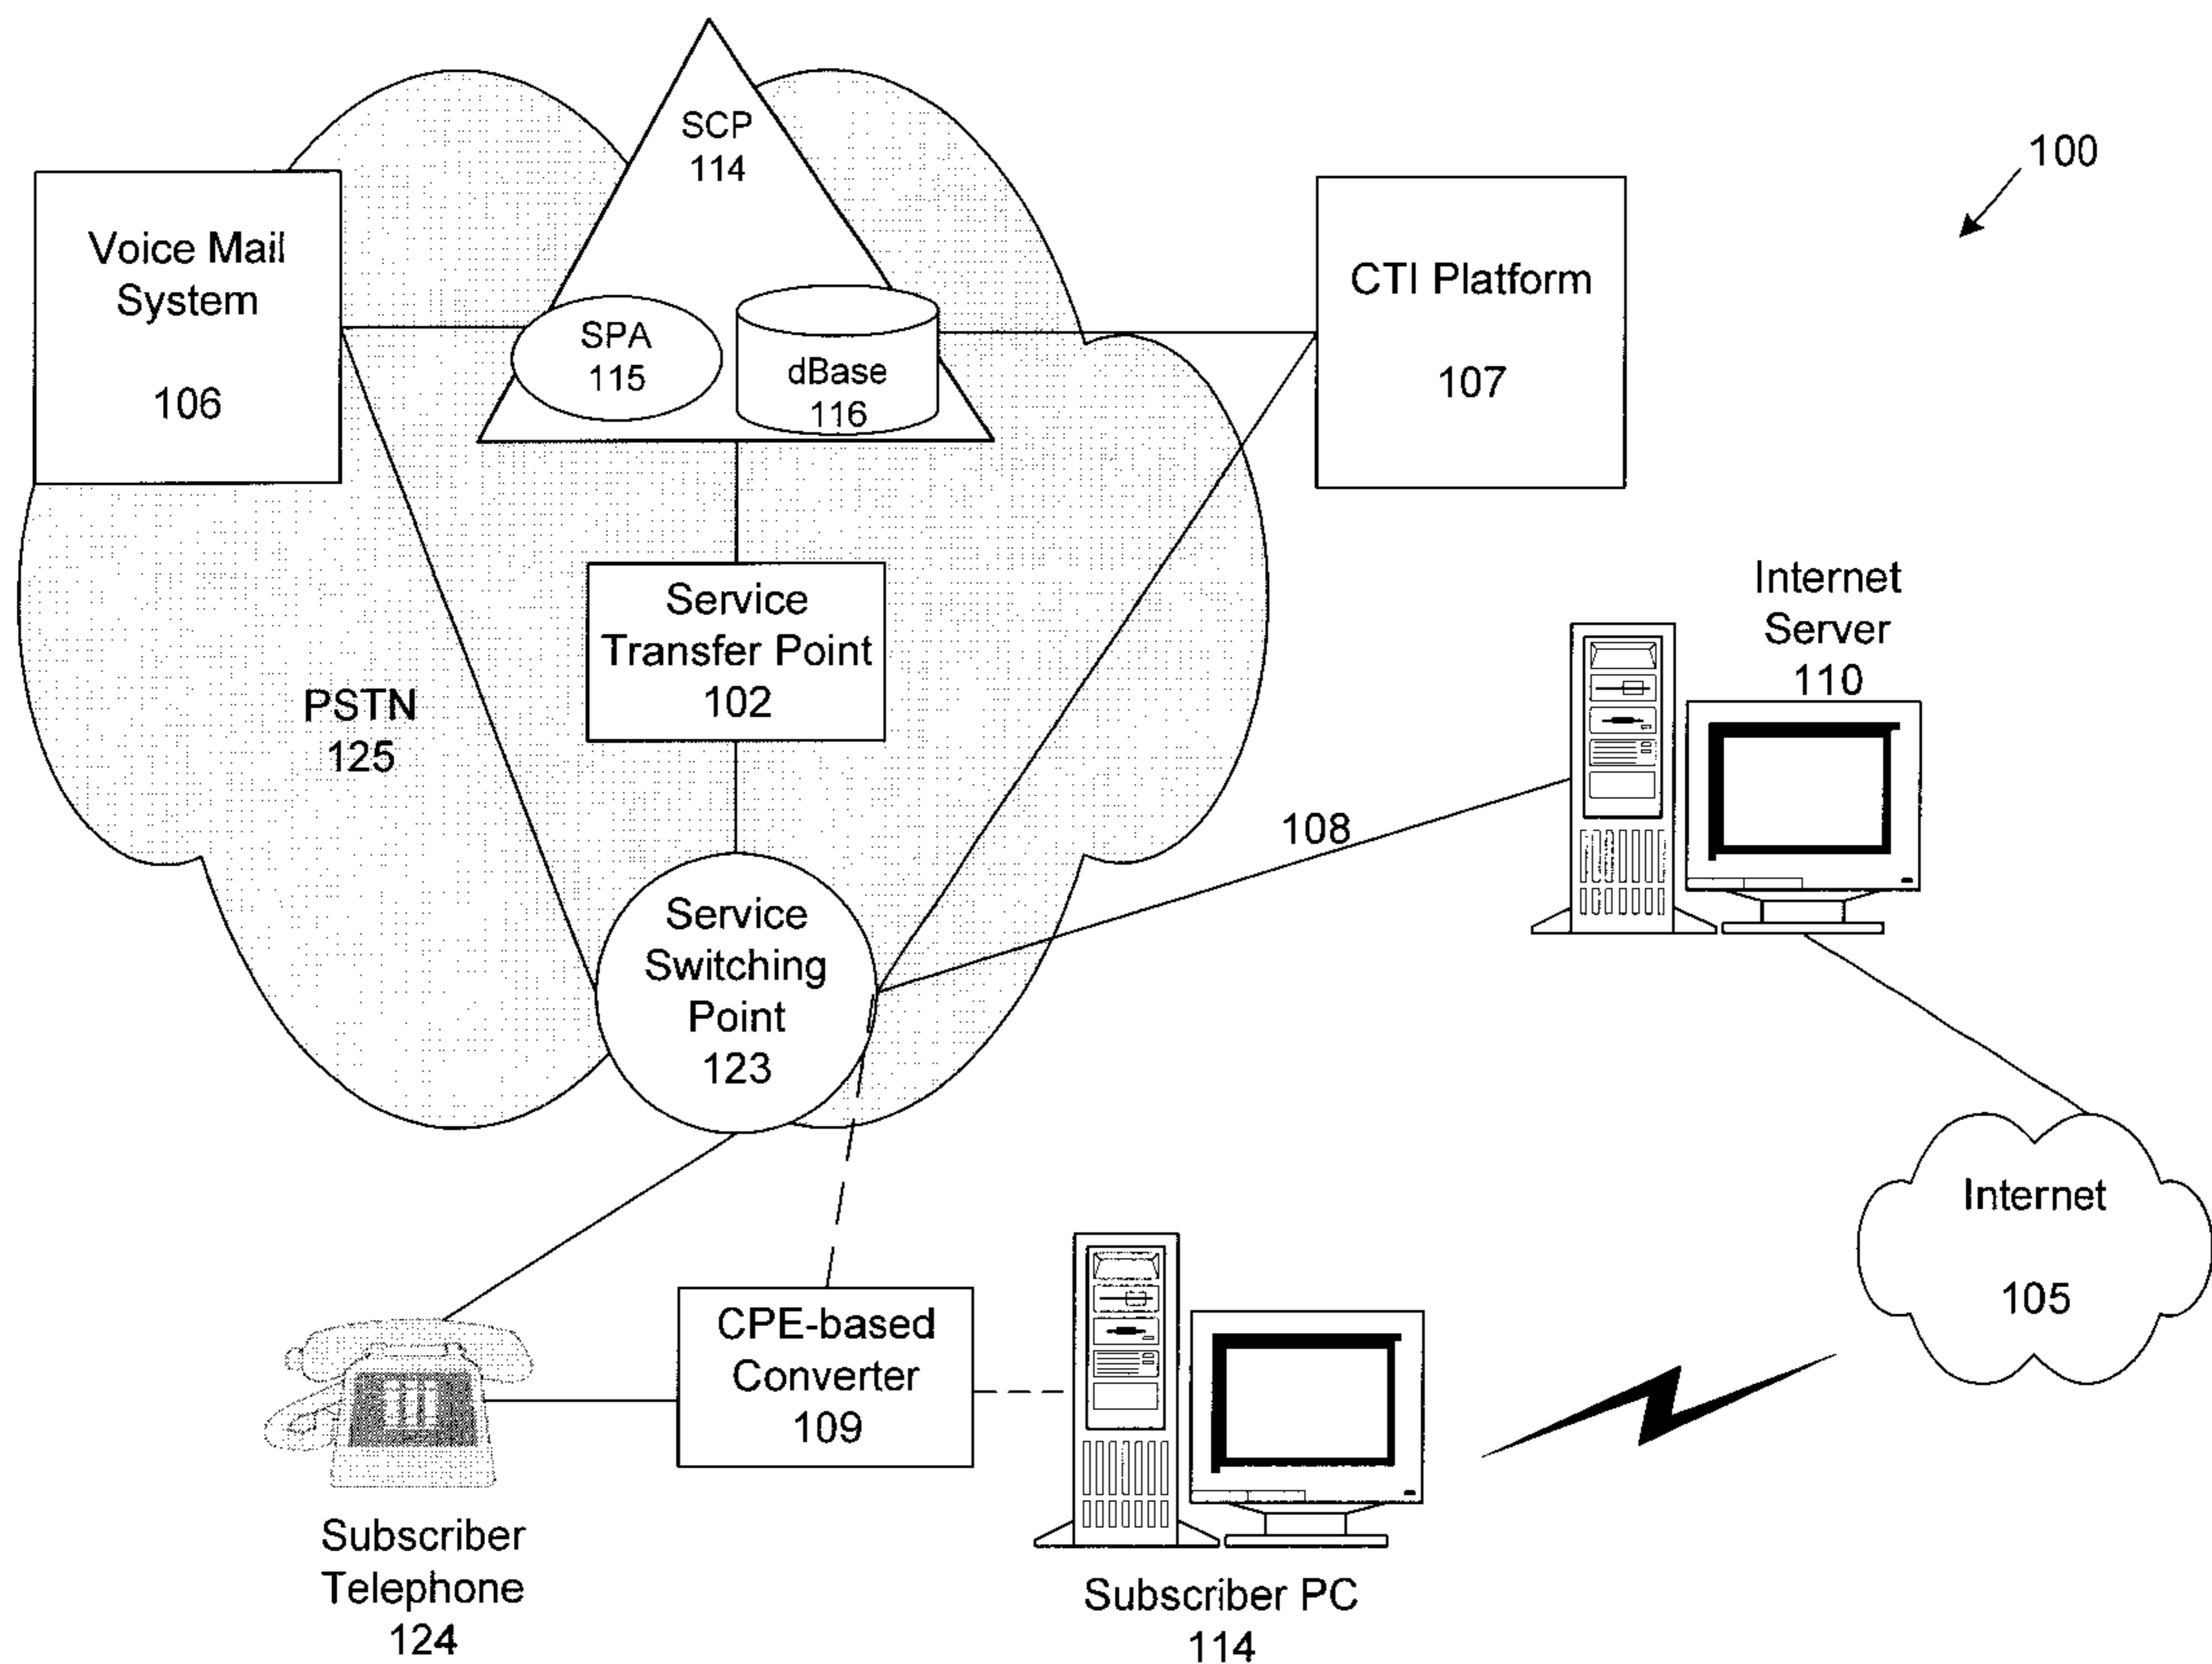 SCP
114
100
Voice Mail
System
106
CTI Platform
107
SPA
115
dBase
116
Service
Transfer Point
102
PSTN
125
Internet
Server
110
108
Service
Switching
Point
123
Internet
105
CPE-based
Converter
109
Subscriber
Telephone
124
Subscriber PC
114